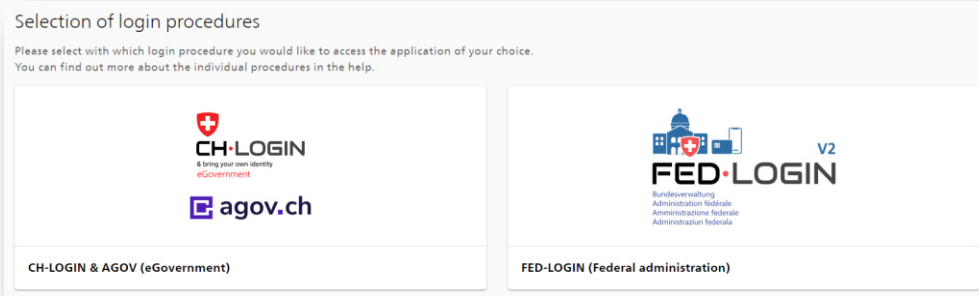 Selection of login procedures
Please select with which login procedure you would like to access the application of your choice.
You can find out more about the individual procedures in the help.
CH·LOGIN
& bring your own identity
eGovernment
agov.ch
CH-LOGIN & AGOV (eGovernment)
V2
FED·LOGIN
Bundesverwaltung
Administration fédérale
Amministrazione federale
Administraziun federala
FED-LOGIN (Federal administration)